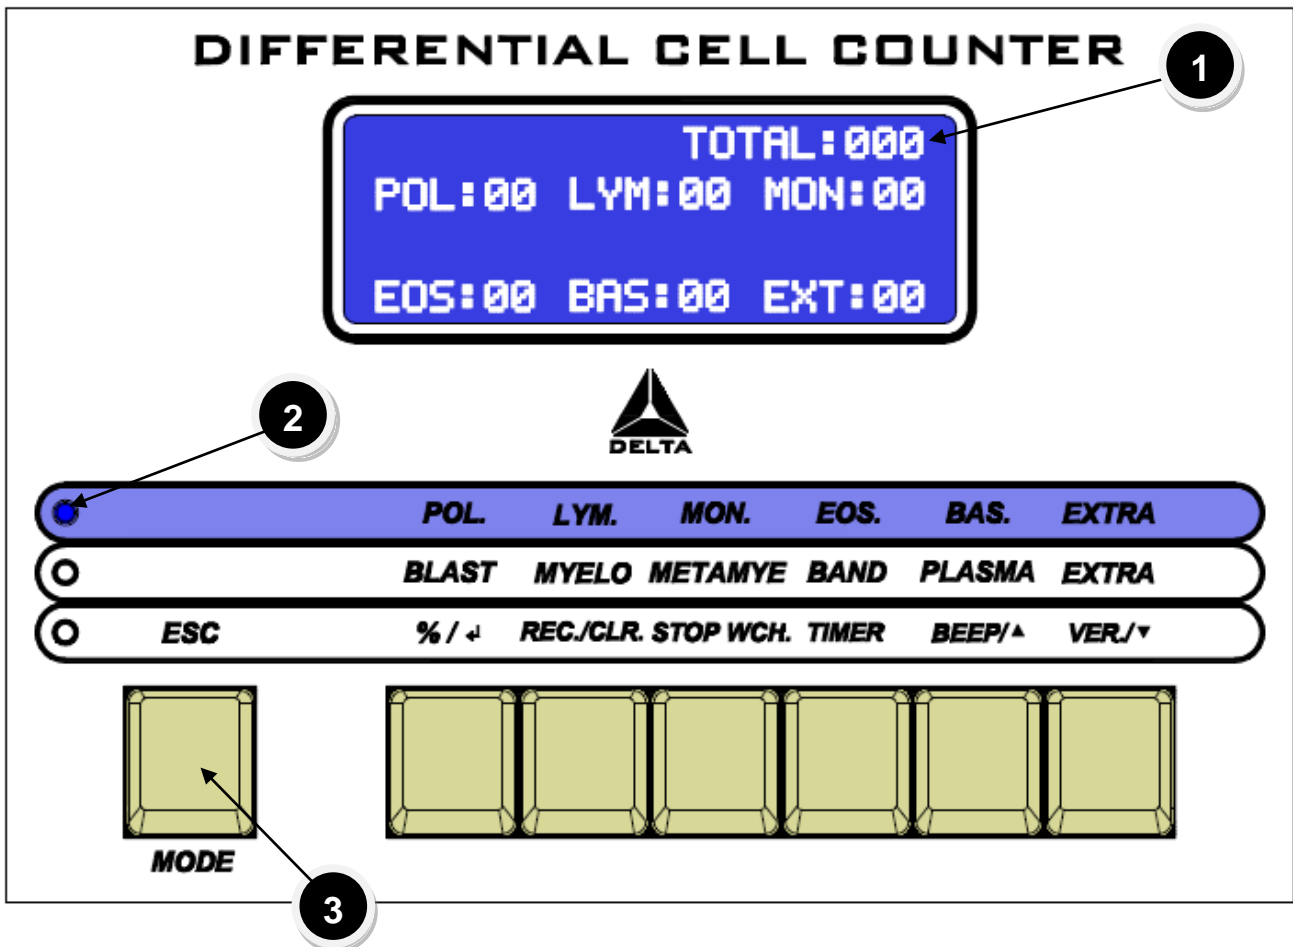 DIFFERENTIAL CELL COUNTER
1
TOTAL:000
POL:00 LYM:00 MON:00
EOS:00 BAS:00 EXT:00
2
DELTA
POL. LYM. MON. EOS. BAS. EXTRA
BLAST MYELO METAMYE BAND PLASMA EXTRA
ESC % / ↲ REC./CLR. STOP WCH. TIMER BEEP/▲ VER./▼
MODE
3